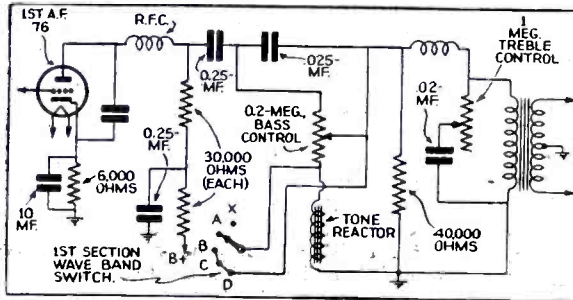 1ST A.F.
76
R.F.C.
0.25-
MF.
.025-
MF.
1
MEG.
TREBLE
CONTROL
.02-
MF.
0.2-MEG.,
BASS
CONTROL
0.25-
MF.
30,000
OHMS
(EACH)
6,000
OHMS
10
MF.
X
A
B
C
D
B+
1ST SECTION
WAVE BAND
SWITCH
TONE
REACTOR
40,000
OHMS